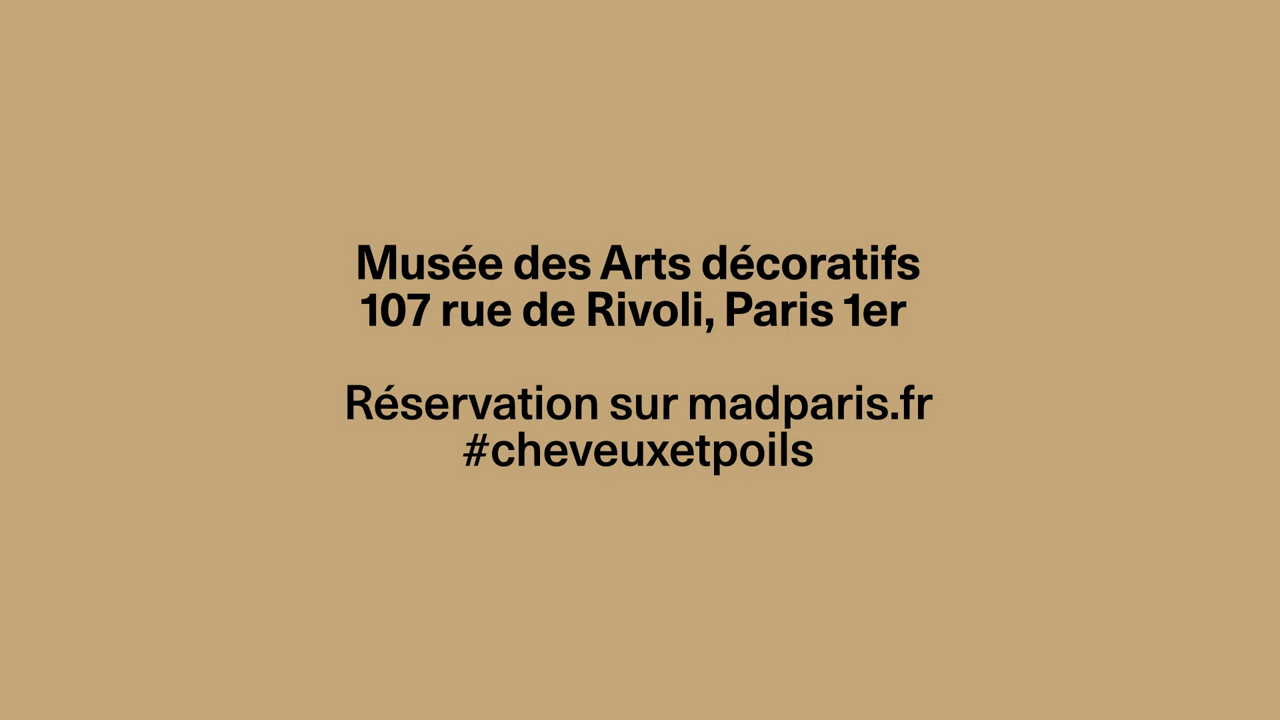 Musée des Arts décoratifs
107 rue de Rivoli, Paris 1er
Réservation sur madparis.fr
#cheveuxetpoils